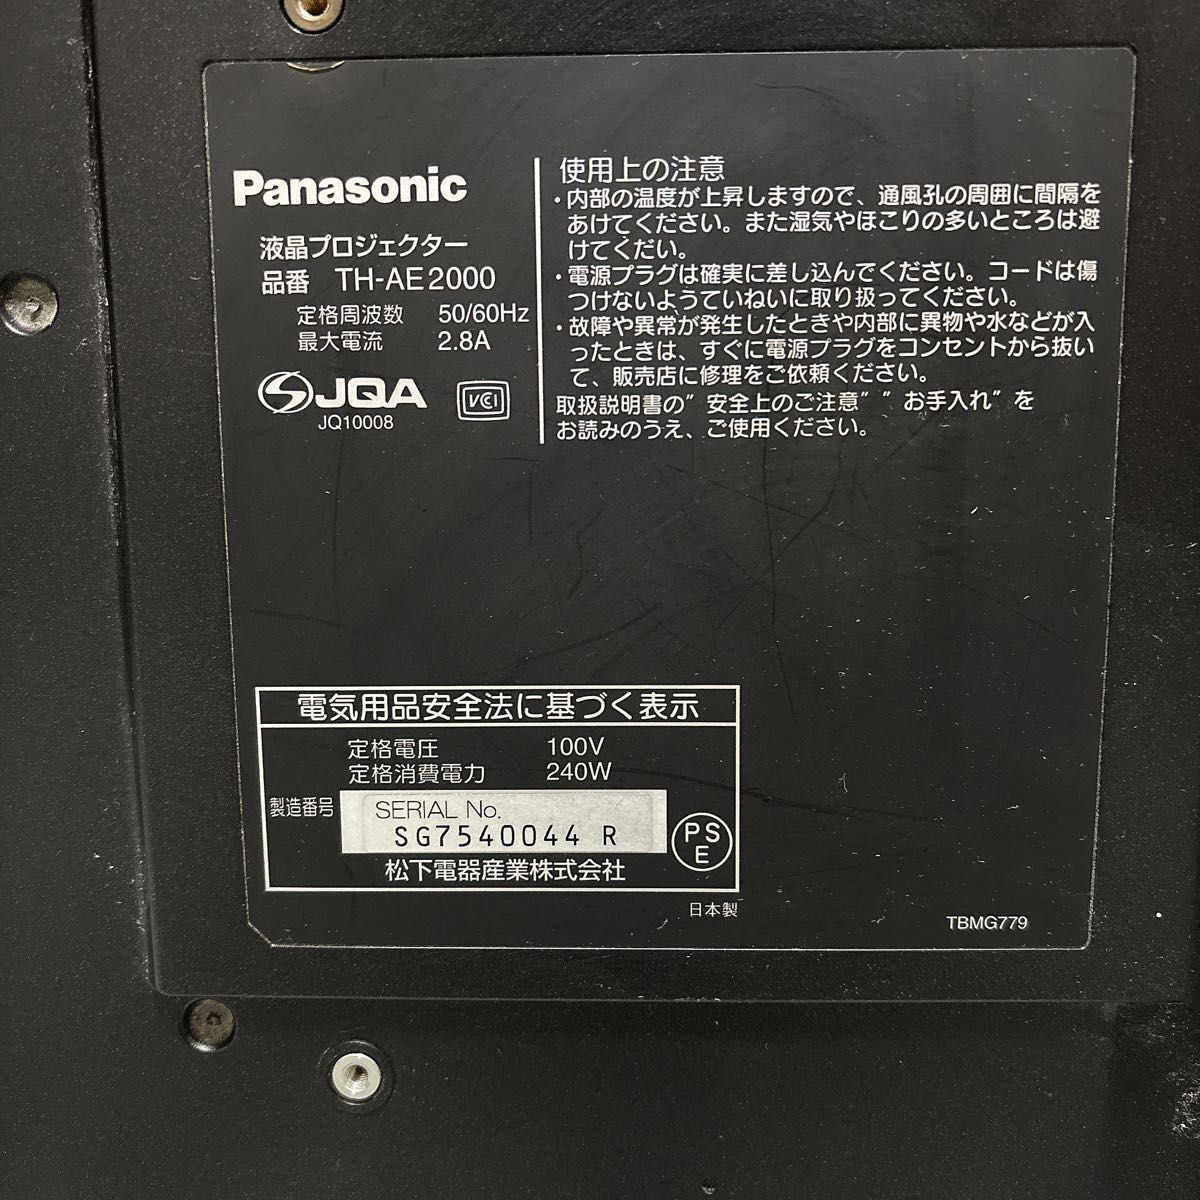 Panasonic
液晶プロジェクター
品番 TH-AE2000
定格周波数 50/60Hz
最大電流 2.8A
JQA
JQ10008
VCI
使用上の注意
・内部の温度が上昇しますので、通風孔の周囲に間隔を
あけてください。また湿気やほこりの多いところは避
けてくだい。
・電源プラグは確実に差し込んでください。コードは傷
つけないようていねいに取り扱ってください。
・故障や異常が発生したときや内部に異物や水などが入
ったときは、すぐに電源プラグをコンセントから抜い
て、販売店に修理をご依頼ください。
取扱説明書の"安全上のご注意""お手入れ"を
お読みのうえ、ご使用ください。
電気用品安全法に基づく表示
定格電圧 100V
定格消費電力 240W
製造番号
SERIAL No.
SG7540044 R
松下電器産業株式会社
PS
E
日本製
TBMG779